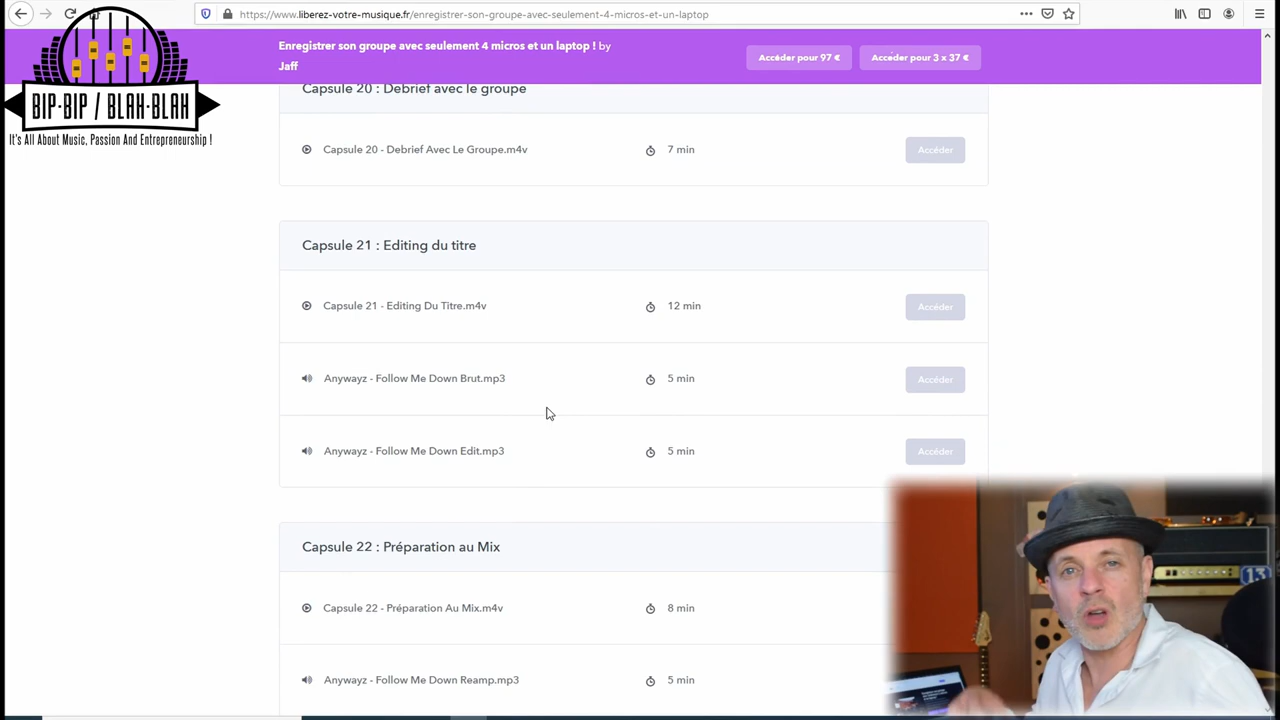 https://www.liberez-votre-musique.fr/enregistrer-son-groupe-avec-seulement-4-micros-et-un-laptop
BIP-BIP / BLAH-BLAH
It's All About Music, Passion And Entrepreneurship !
Enregistrer son groupe avec seulement 4 micros et un laptop ! by
Jaff
Accéder pour 97 €
Accéder pour 3 x 37 €
Capsule 20 : Debrief avec le groupe
Capsule 20 - Debrief Avec Le Groupe.m4v 7 min Accéder
Capsule 21 : Editing du titre
Capsule 21 - Editing Du Titre.m4v 12 min Accéder
Anywayz - Follow Me Down Brut.mp3 5 min Accéder
Anywayz - Follow Me Down Edit.mp3 5 min Accéder
Capsule 22 : Préparation au Mix
Capsule 22 - Préparation Au Mix.m4v 8 min
Anywayz - Follow Me Down Reamp.mp3 5 min
13